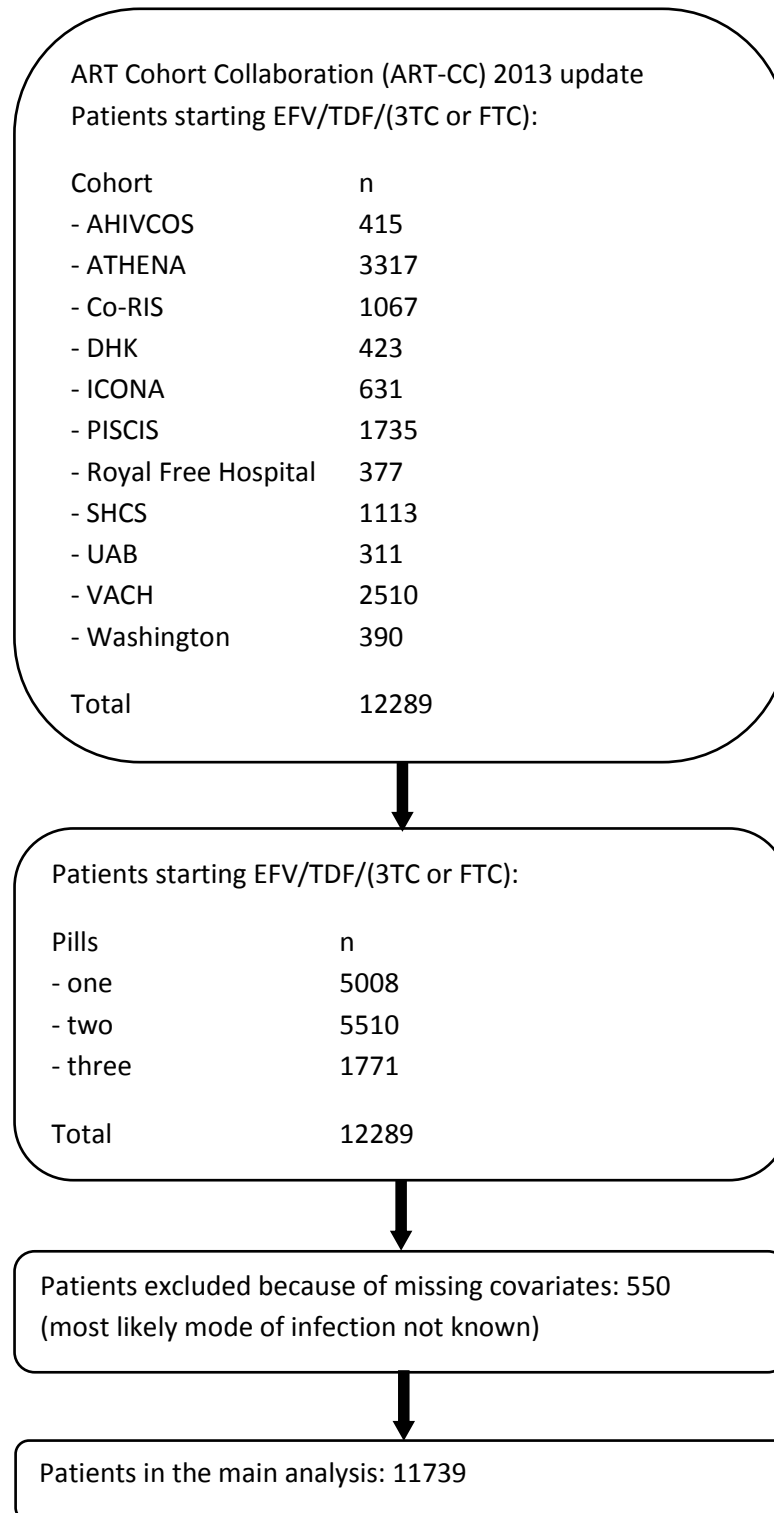 ART Cohort Collaboration (ART-CC) 2013 update
Patients starting EFV/TDF/(3TC or FTC):
Cohort n
- AHIVCOS 415
- ATHENA 3317
- Co-RIS 1067
- DHK 423
- ICONA 631
- PISCIS 1735
- Royal Free Hospital 377
- SHCS 1113
- UAB 311
- VACH 2510
- Washington 390
Total 12289
Patients starting EFV/TDF/(3TC or FTC):
Pills n
- one 5008
- two 5510
- three 1771
Total 12289
Patients excluded because of missing covariates: 550
(most likely mode of infection not known)
Patients in the main analysis: 11739